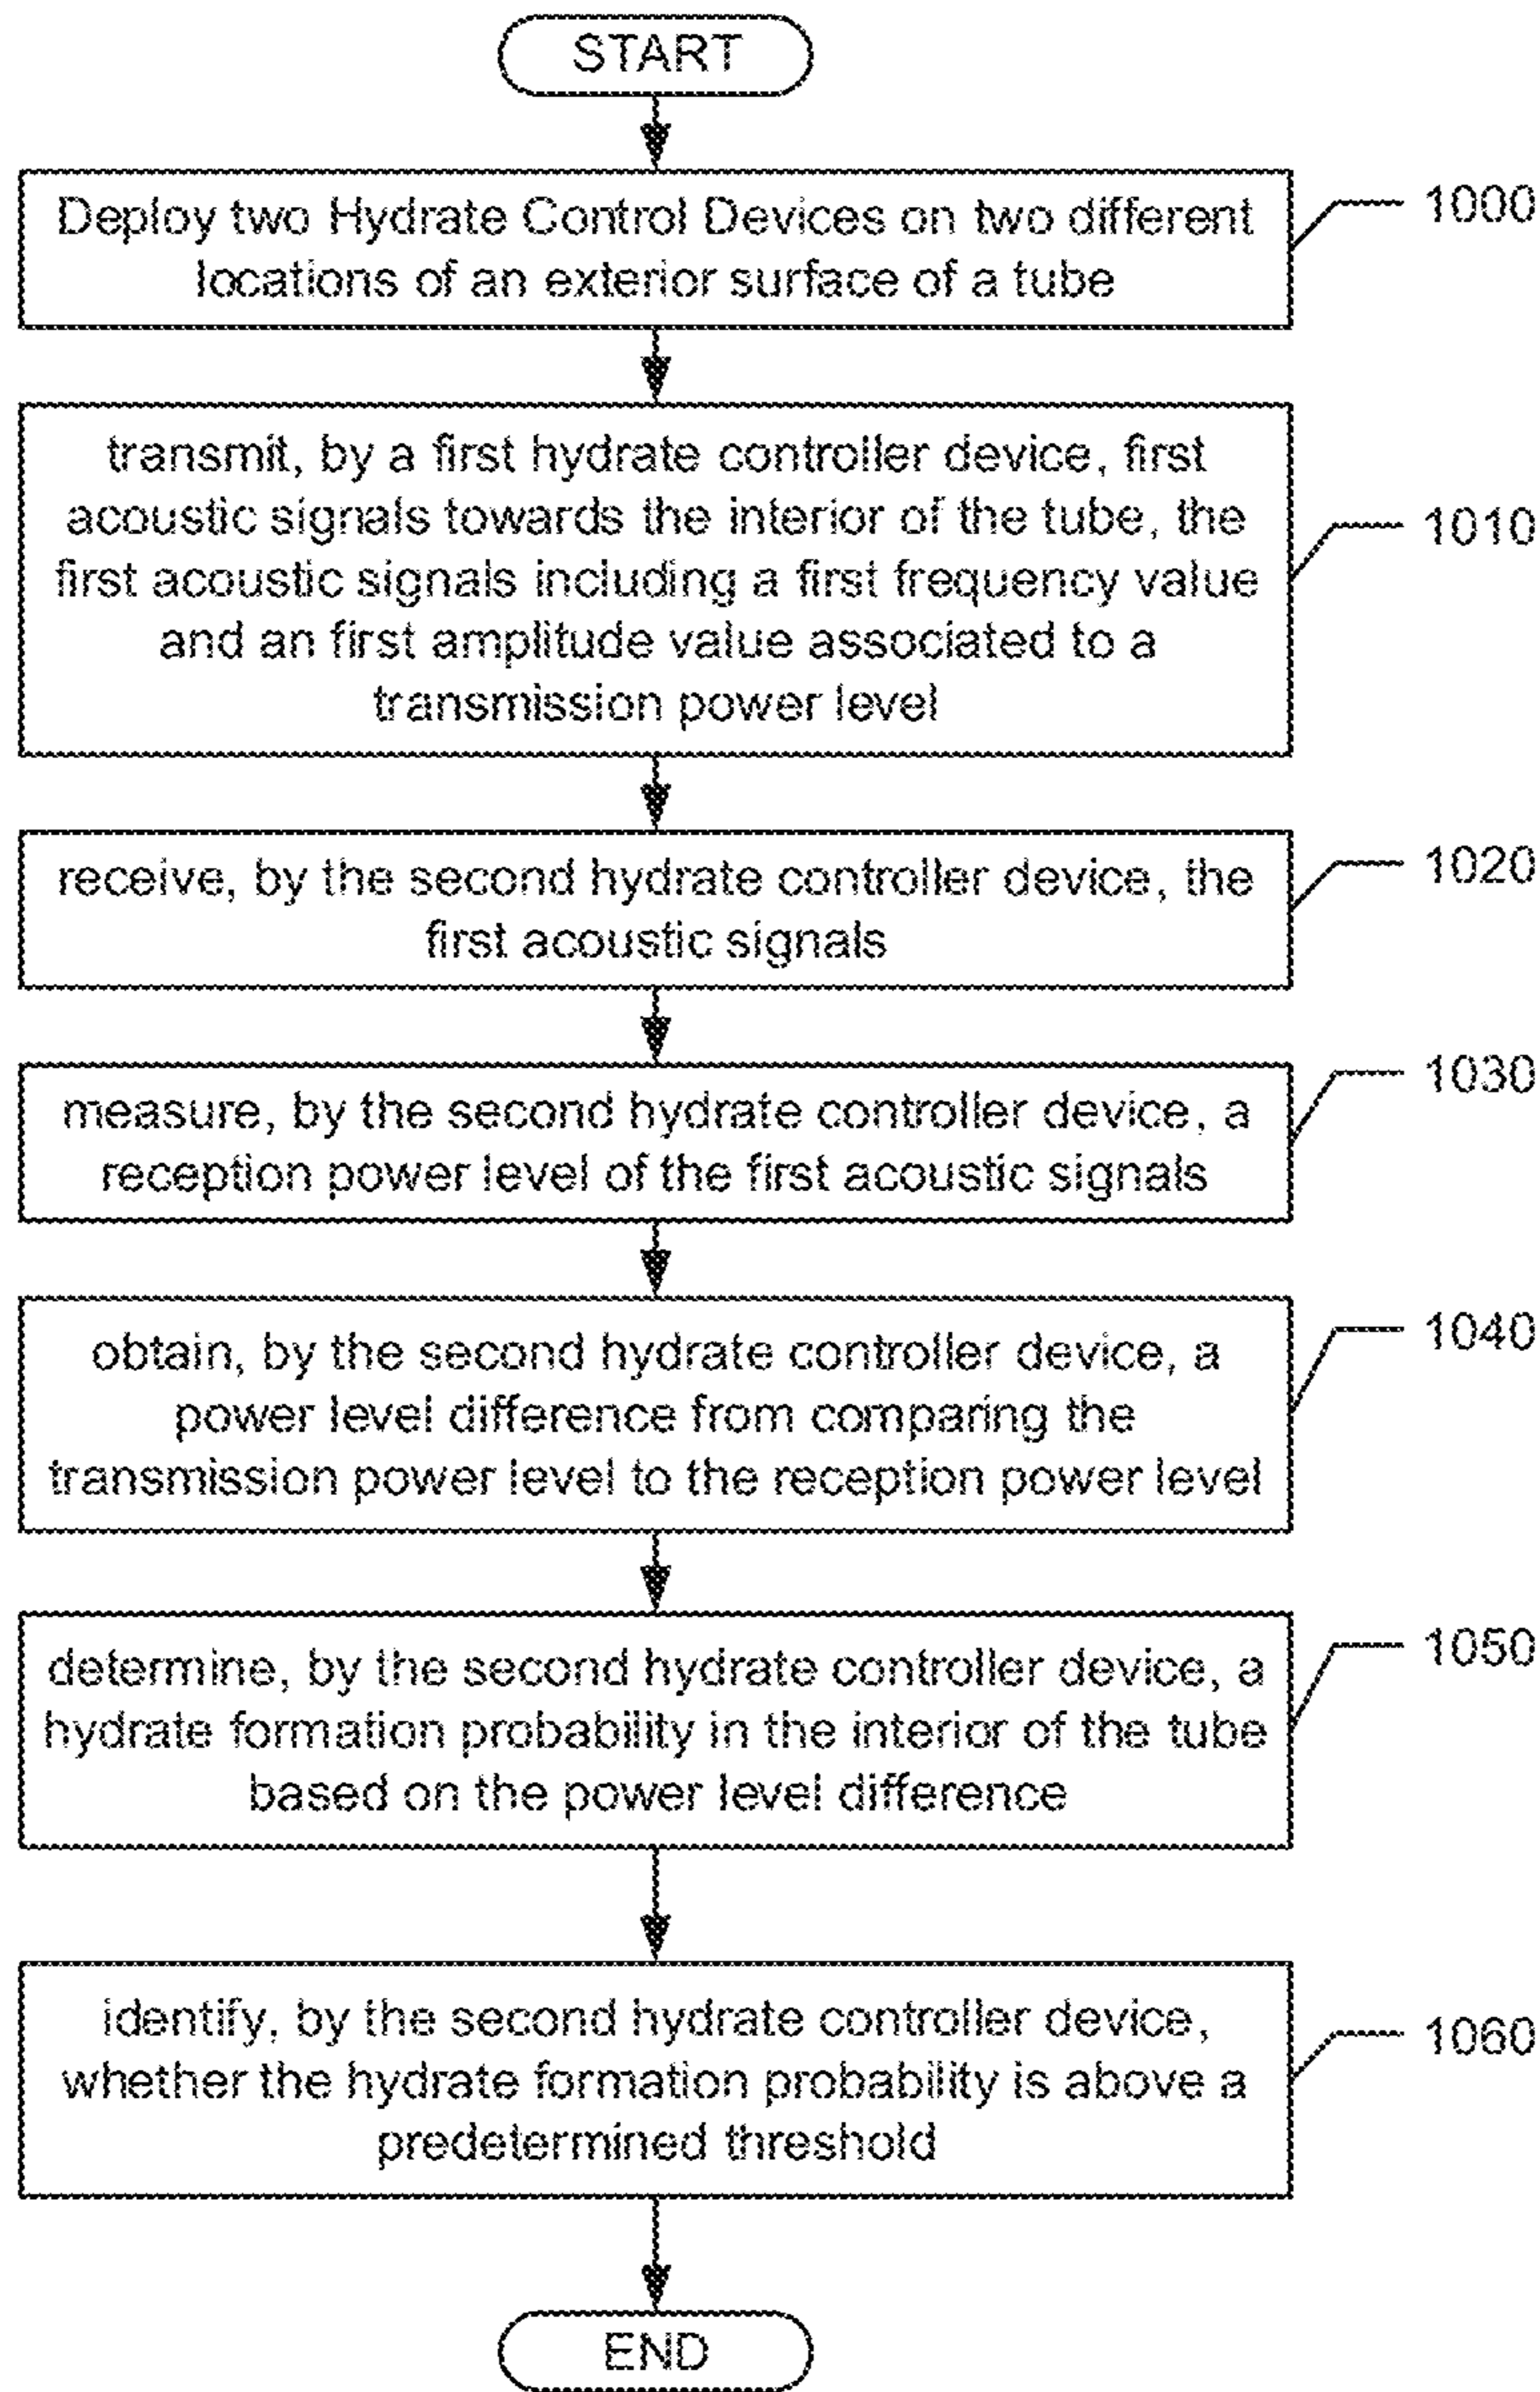 START
Deploy two Hydrate Control Devices on two different
locations of an exterior surface of a tube
1000
transmit, by a first hydrate controller device, first
acoustic signals towards the interior of the tube, the
first acoustic signals including a first frequency value
and an first amplitude value associated to a
transmission power level
1010
receive, by the second hydrate controller device, the
first acoustic signals
1020
measure, by the second hydrate controller device, a
reception power level of the first acoustic signals
1030
obtain, by the second hydrate controller device, a
power level difference from comparing the
transmission power level to the reception power level
1040
determine, by the second hydrate controller device, a
hydrate formation probability in the interior of the tube
based on the power level difference
1050
identify, by the second hydrate controller device,
whether the hydrate formation probability is above a
predetermined threshold
1060
END